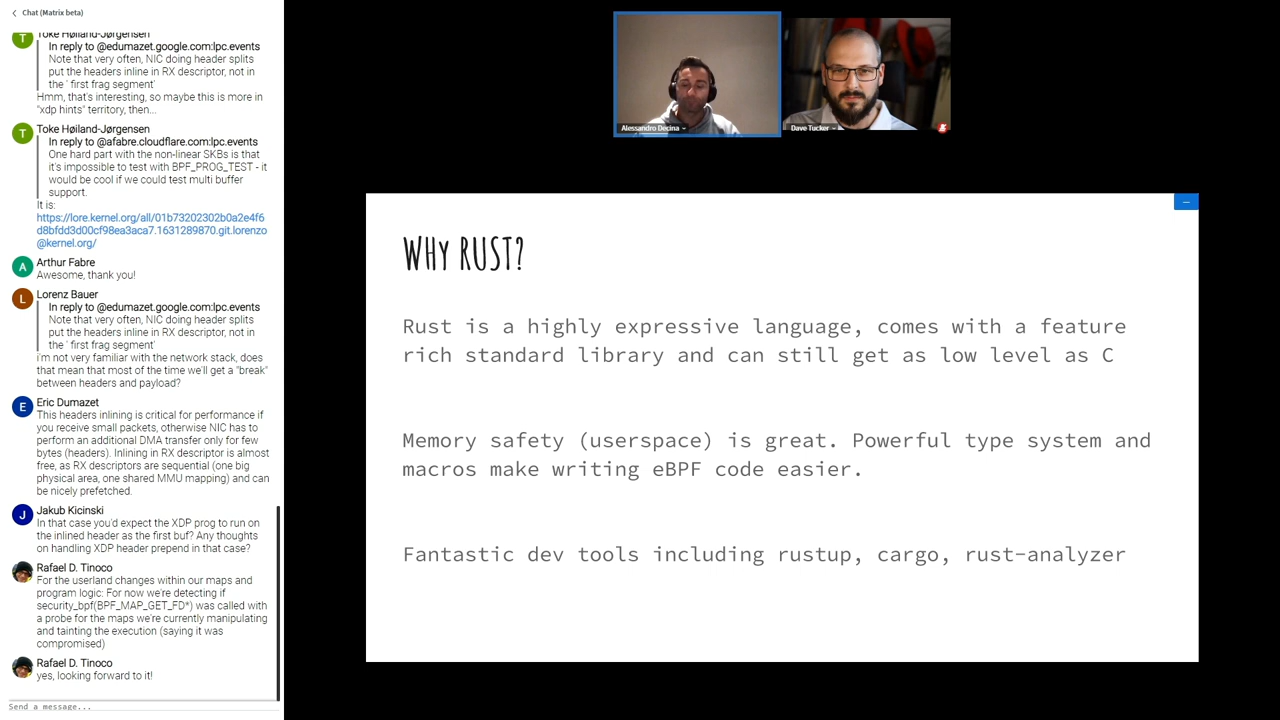 Chat (Matrix beta)
Toke Høiland-Jørgensen
In reply to @edumazet.google.com:lpc.events
Note that very often, NIC doing header splits
put the headers inline in RX descriptor, not in
the ' first frag segment'
Hmm, that's interesting, so maybe this is more in
"xdp hints" territory, then...
T
Toke Høiland-Jørgensen
In reply to @afabre.cloudflare.com:lpc.events
One hard part with the non-linear SKBs is that
it's impossible to test with BPF_PROG_TEST - it
would be cool if we could test multi buffer
support.
It is:
https://lore.kernel.org/all/01b73202302b0a2e4f6
d8bfdd3d00cf98ea3aca7.1631289870.git.lorenzo
@kernel.org/
T
Arthur Fabre
Awesome, thank you!
A
Lorenz Bauer
In reply to @edumazet.google.com:lpc.events
Note that very often, NIC doing header splits
put the headers inline in RX descriptor, not in
the ' first frag segment'
i'm not very familiar with the network stack, does
that mean that most of the time we'll get a "break"
between headers and payload?
L
Eric Dumazet
This headers inlining is critical for performance if
you receive small packets, otherwise NIC has to
perform an additional DMA transfer only for few
bytes (headers). Inlining in RX descriptor is almost
free, as RX descriptors are sequential (one big
physical area, one shared MMU mapping) and can
be nicely prefetched.
E
Jakub Kicinski
In that case you'd expect the XDP prog to run on
the inlined header as the first buf? Any thoughts
on handling XDP header prepend in that case?
J
Rafael D. Tinoco
For the userland changes within our maps and
program logic: For now we're detecting if
security_bpf(BPF_MAP_GET_FD*) was called with
a probe for the maps we're currently manipulating
and tainting the execution (saying it was
compromised)
Rafael D. Tinoco
yes, looking forward to it!
Send a message...
Alessandro Decina
Dave Tucker
WHY RUST?
Rust is a highly expressive language, comes with a feature
rich standard library and can still get as low level as C
Memory safety (userspace) is great. Powerful type system and
macros make writing eBPF code easier.
Fantastic dev tools including rustup, cargo, rust-analyzer